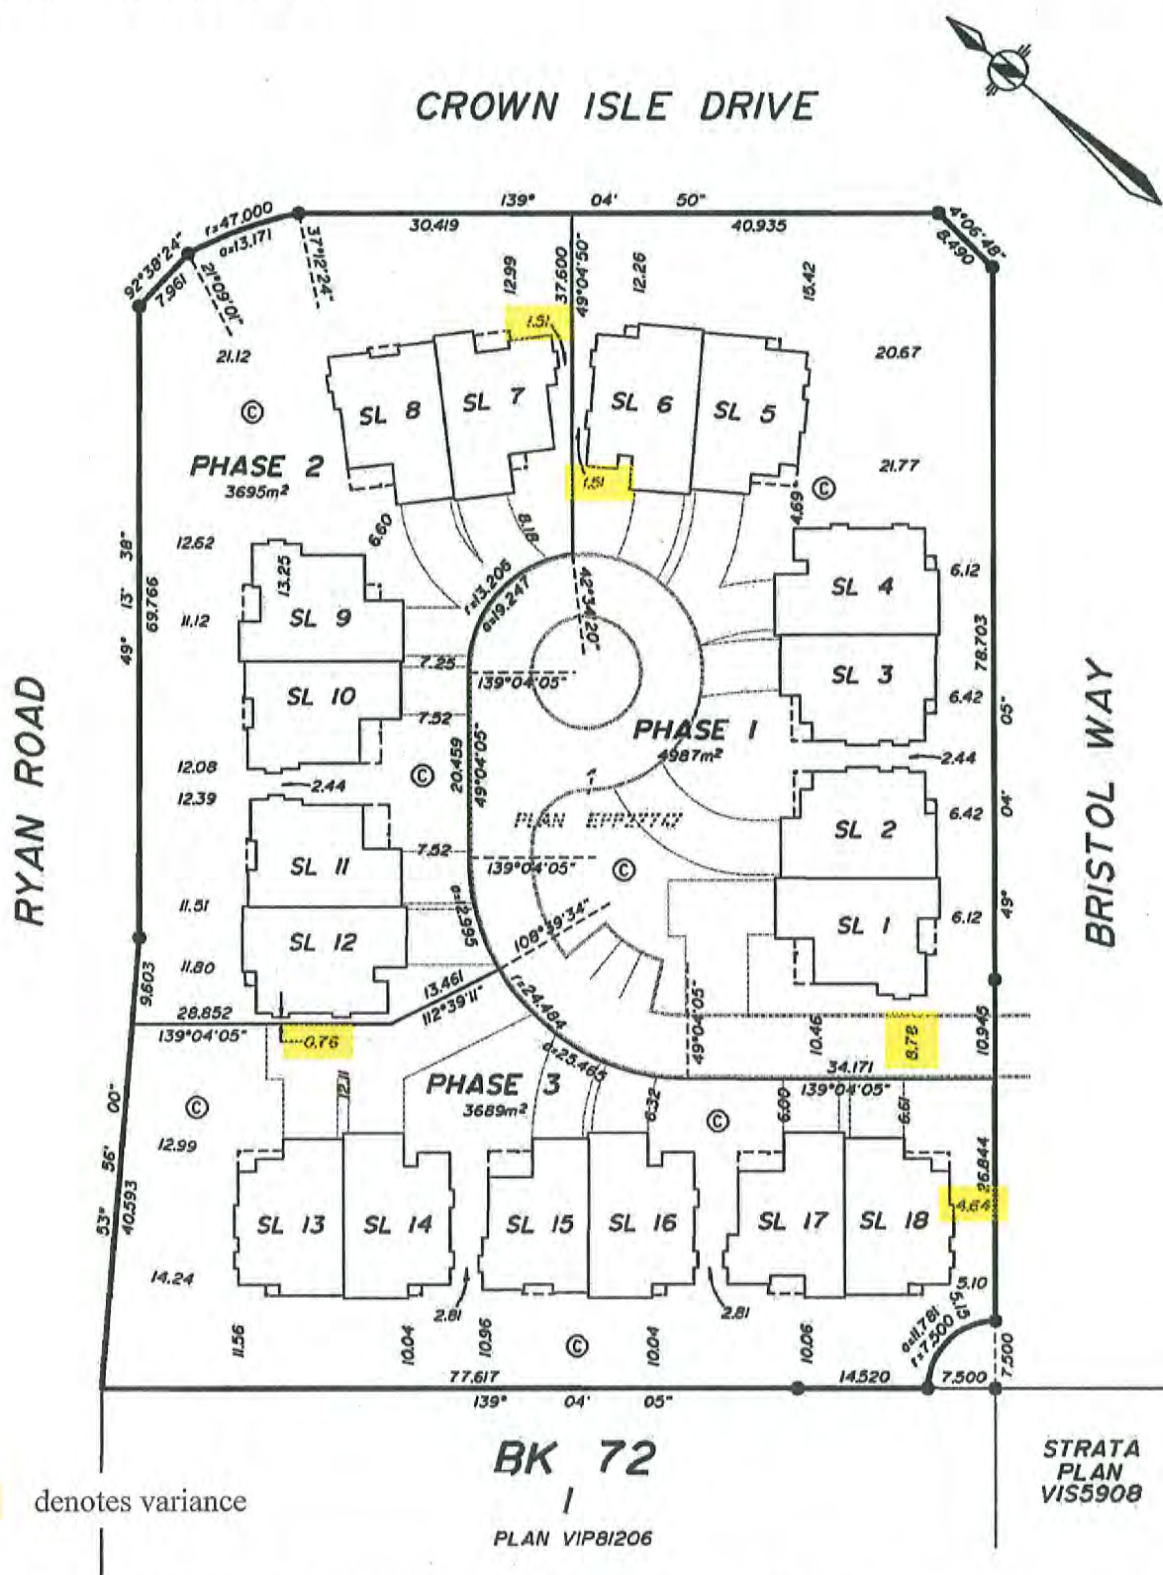 CROWN ISLE DRIVE
139° 04' 50"
30.419
40.935
r=47.000
a=13.171
92°38'24"
7.961
21°09'01"
37°12'24"
4°06'48"
8.490
12.99
37.600
49°04'50"
12.26
15.42
1.51
21.12
20.67
SL 8
SL 7
SL 6
SL 5
©
PHASE 2
3695m²
1.51
21.77
©
4.69
6.60
8.18
12.62
13.25
r=13.205
a=19.247
42°34'20"
SL 4
6.12
49° 13' 38"
69.766
11.12
SL 9
7.25
139°04'05"
SL 3
78.703
SL 10
7.52
6.42
PHASE 1
4987m²
49° 04' 05"
RYAN ROAD
BRISTOL WAY
12.08
2.44
©
20.459
49°04'05"
2.44
12.39
PLAN EPP27712
SL 2
6.42
7.52
139°04'05"
SL 11
©
11.51
a=12.995
108°39'34"
SL 12
SL 1
6.12
11.80
9.603
13.461
112°39'11"
r=24.484
a=25.465
49°04'05"
28.852
139°04'05"
0.76
10.46
8.78
10.945
34.171
139°04'05"
PHASE 3
3689m²
12.11
6.32
6.00
6.61
©
©
53° 56' 00"
40.593
12.99
26.844
4.64
SL 13
SL 14
SL 15
SL 16
SL 17
SL 18
14.24
5.10
5.15
2.81
2.81
a=11.781
r=7.500
11.56
10.04
10.96
©
10.04
10.06
7.500
77.617
14.520
7.500
139° 04' 05"
BK 72
1
PLAN VIP81206
STRATA
PLAN
VIS5908
denotes variance